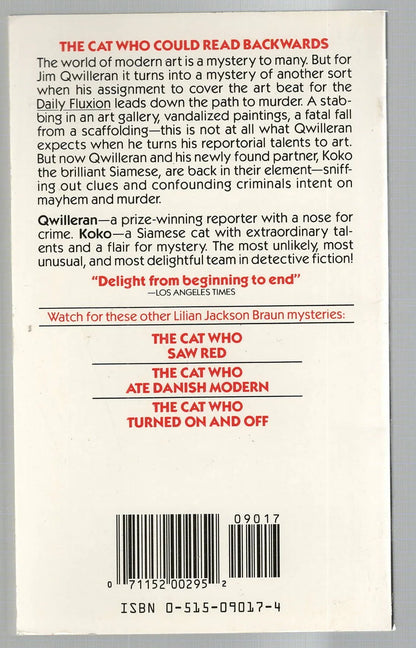 THE CAT WHO COULD READ BACKWARDS
The world of modern art is a mystery to many. But for
Jim Qwilleran it turns into a mystery of another sort
when his assignment to cover the art beat for the
Daily Fluxion leads down the path to murder. A stab-
bing in an art gallery, vandalized paintings, a fatal fall
from a scaffolding—this is not at all what Qwilleran
expects when he turns his reportorial talents to art.
But now Qwilleran and his newly found partner, Koko
the brilliant Siamese, are back in their element—sniff-
ing out clues and confounding criminals intent on
mayhem and murder.
Qwilleran—a prize-winning reporter with a nose for
crime. Koko—a Siamese cat with extraordinary tal-
ents and a flair for mystery. The most unlikely, most
unusual, and most delightful team in detective fiction!
"Delight from beginning to end"
—LOS ANGELES TIMES
Watch for these other Lilian Jackson Braun mysteries:
THE CAT WHO
SAW RED
THE CAT WHO
ATE DANISH MODERN
THE CAT WHO
TURNED ON AND OFF
09017
0 71152 00295 2
ISBN 0-515-09017-4